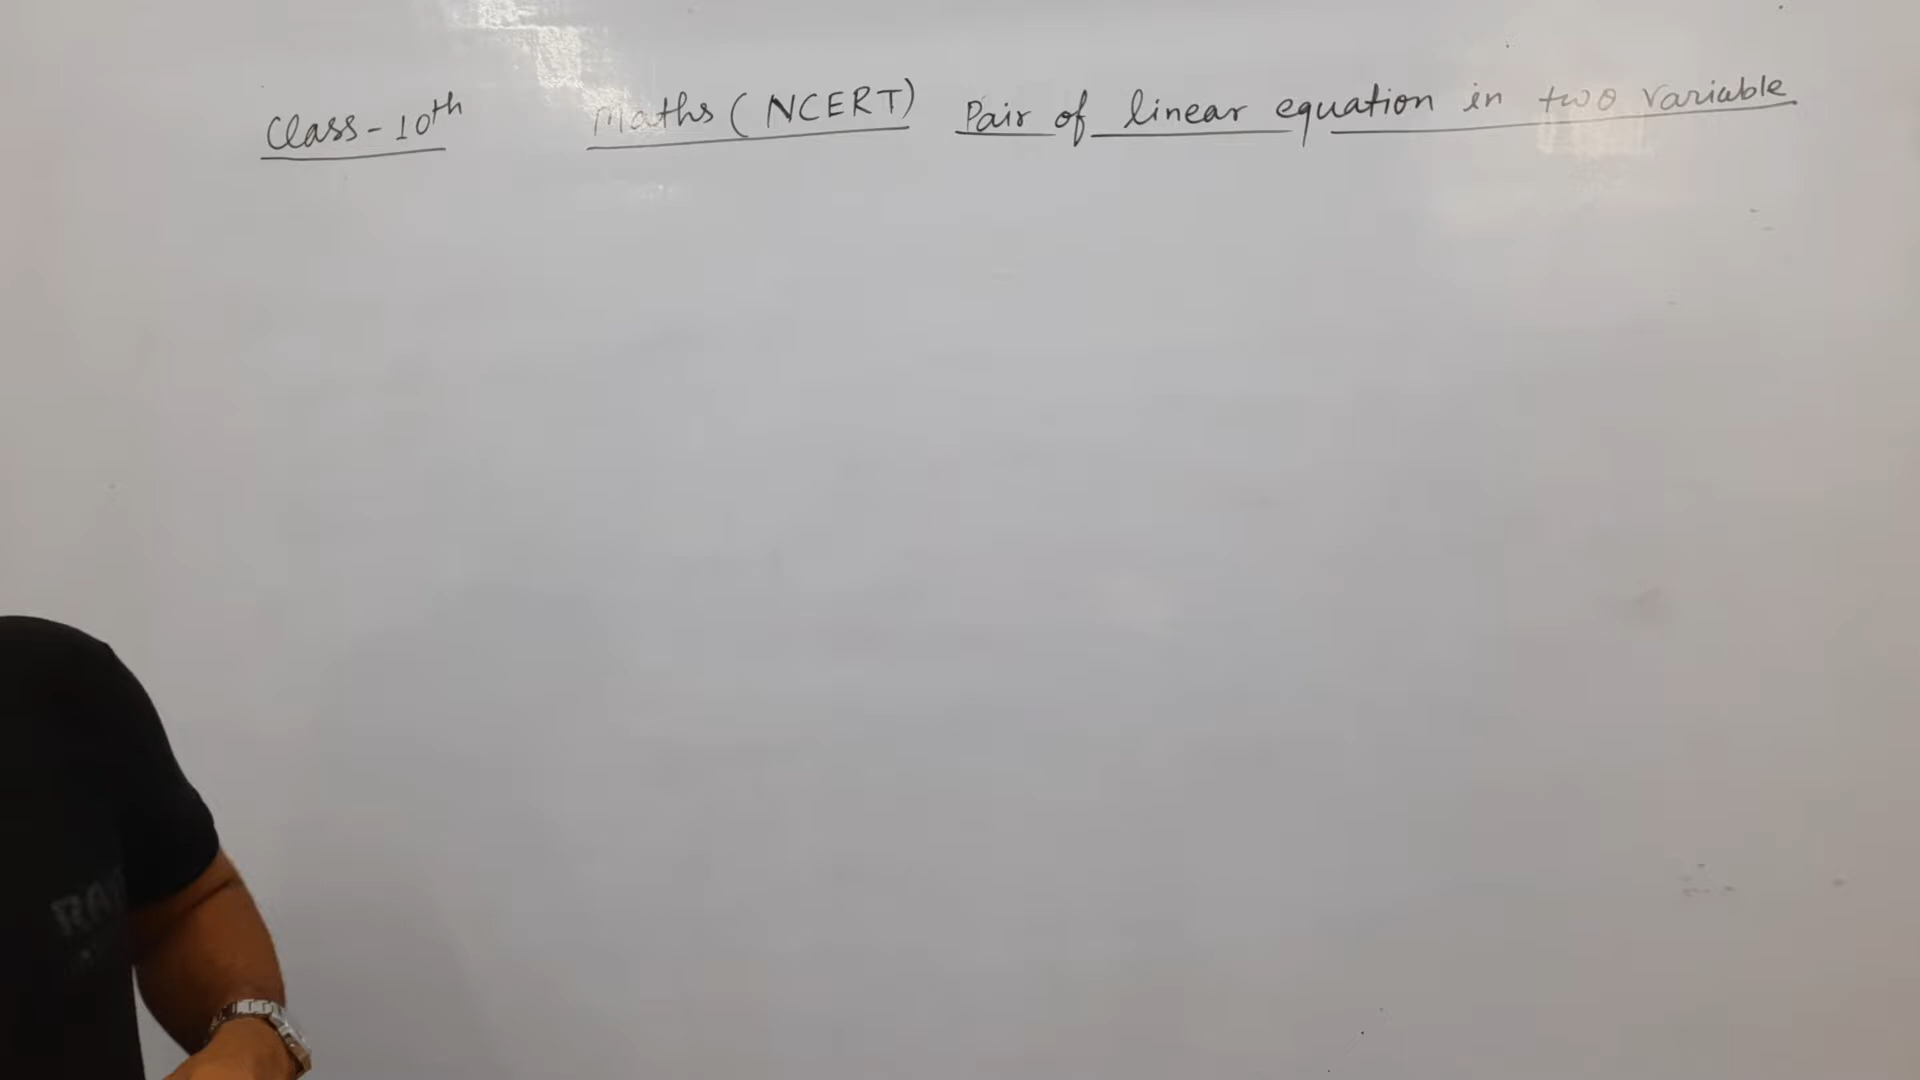 Class - 10th Maths (NCERT) Pair of linear equation in two variable